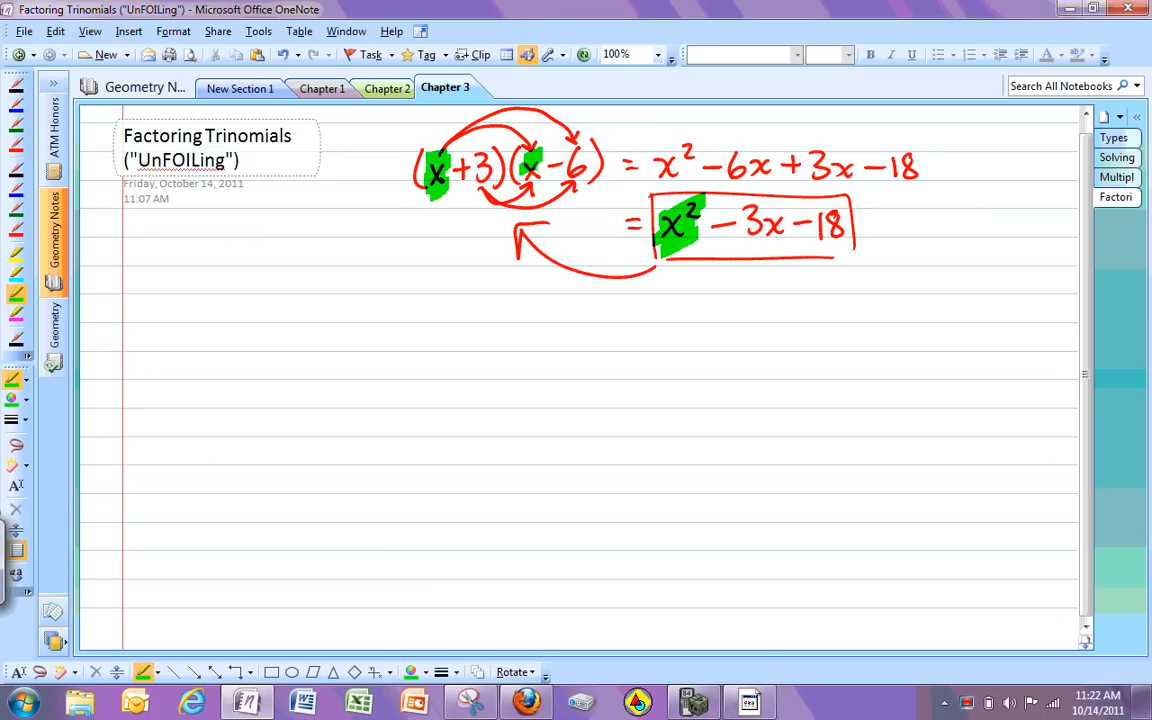 Factoring Trinomials ("UnFOILing") - Microsoft Office OneNote
File Edit View Insert Format Share Tools Table Window Help
New Task Tag Clip 100% B I U
Geometry N... New Section 1 Chapter 1 Chapter 2 Chapter 3 Search All Notebooks
ATM Honors
Geometry Notes
Geometry
Types
Solving
Multipl
Factori
Factoring Trinomials
("UnFOILing")
Friday, October 14, 2011
11:07 AM
(x+3)(x-6) = x² -6x+3x-18
= x² -3x-18
Rotate
11:22 AM
10/14/2011